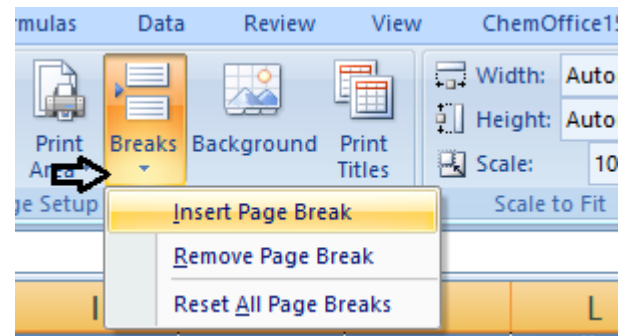 mulas Data Review View ChemOffice15
Print Area Breaks Background Print Titles Width: Auto
Height: Auto
Scale: 10
ge Setup Scale to Fit
Insert Page Break
Remove Page Break
Reset All Page Breaks
I L